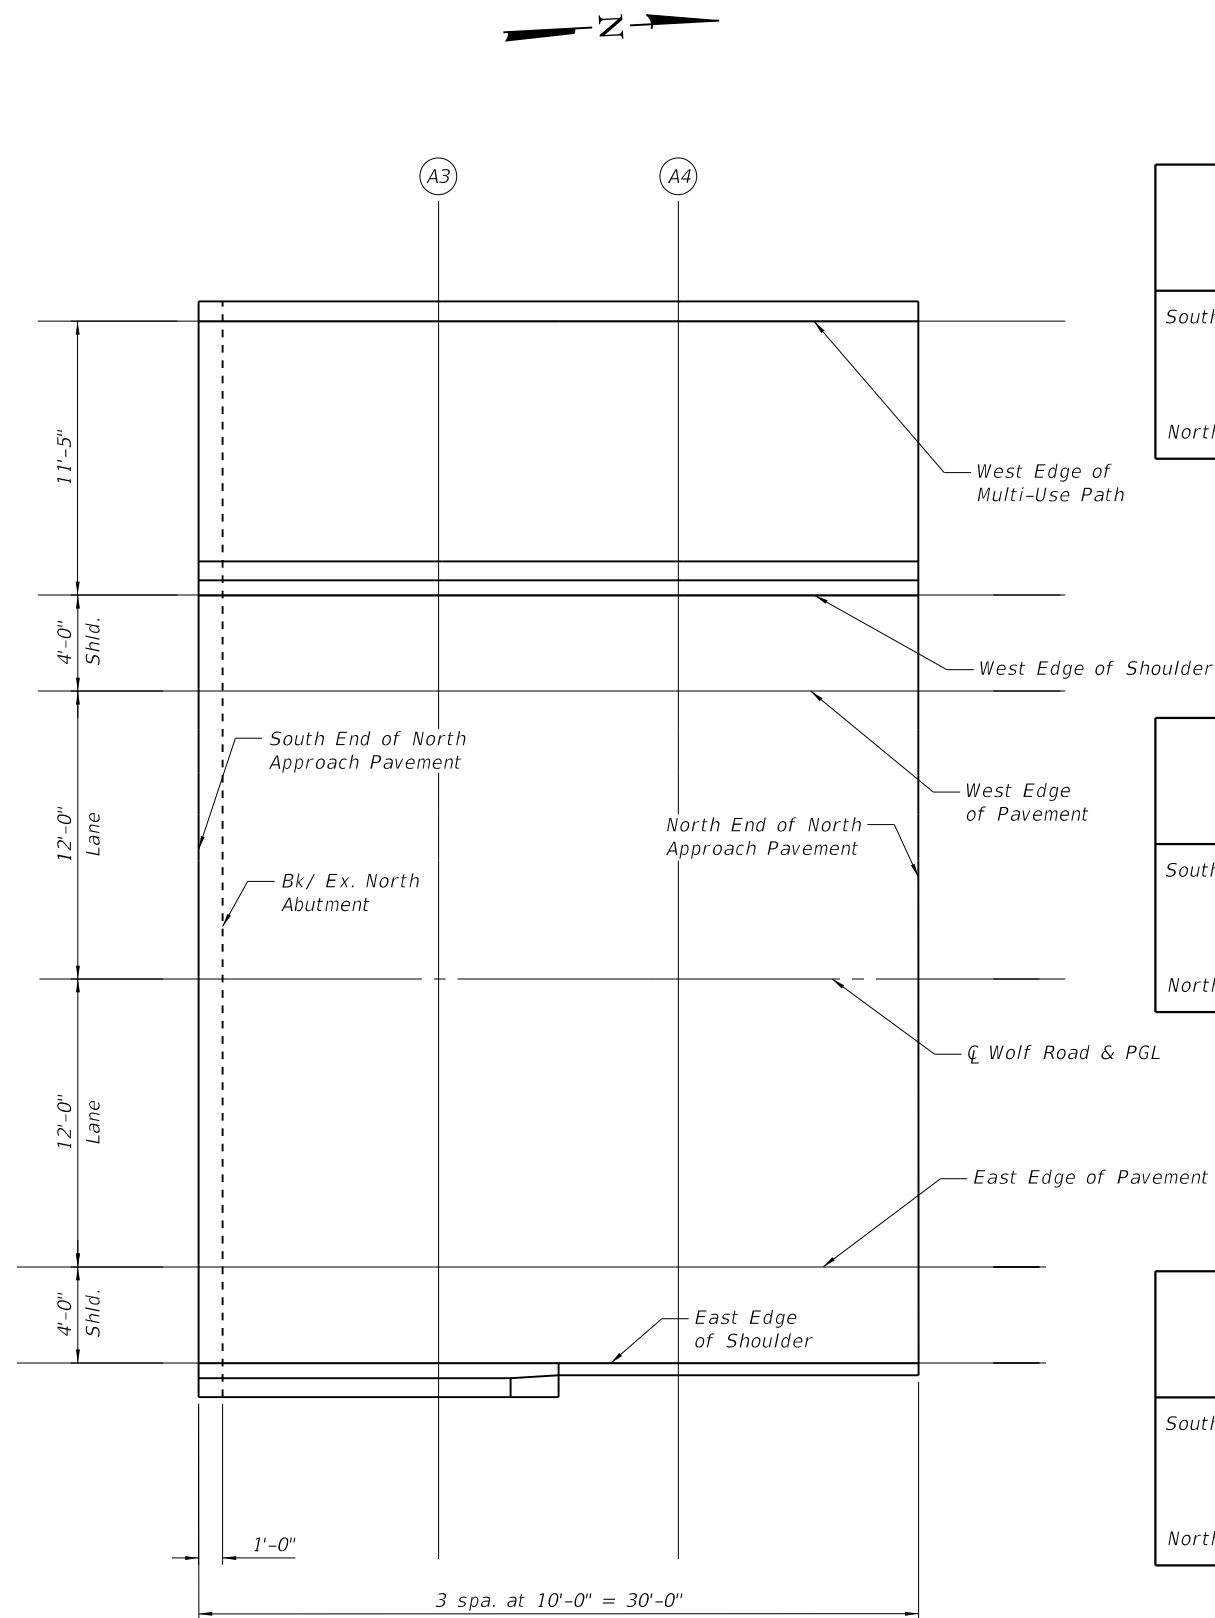 N
A3
A4
11'-5"
West Edge of
Multi-Use Path
4'-0"
Shld.
West Edge of Shoulder
South End of North
Approach Pavement
12'-0"
Lane
West Edge
of Pavement
North End of North
Approach Pavement
Bk/ Ex. North
Abutment
℄ Wolf Road & PGL
12'-0"
Lane
East Edge of Pavement
4'-0"
Shld.
East Edge
of Shoulder
1'-0"
3 spa. at 10'-0" = 30'-0"
South
North
South
North
South
North